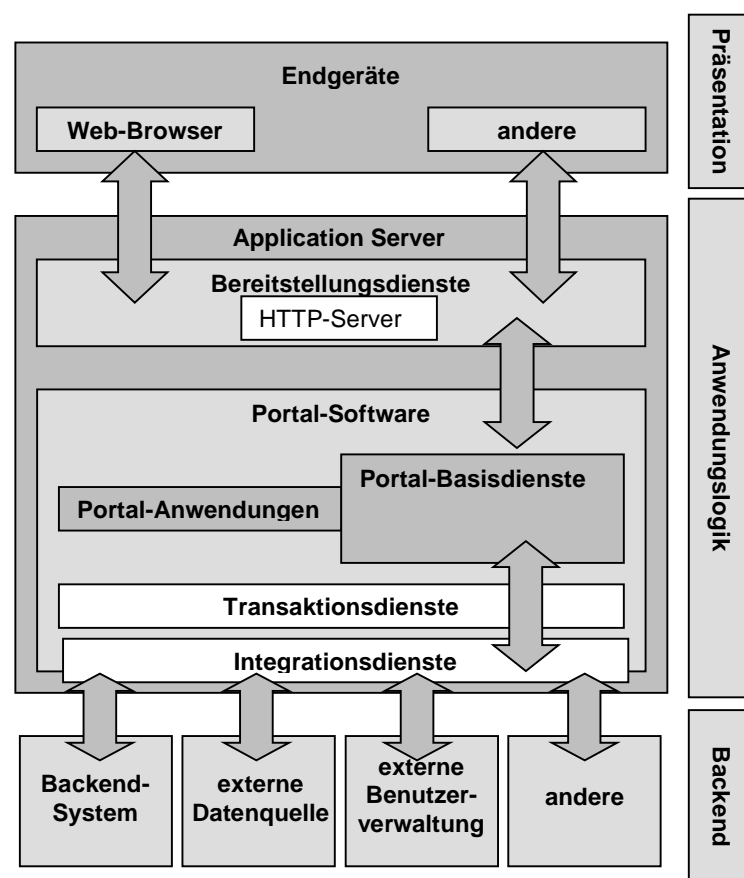 Präsentation
Endgeräte
Web-Browser
andere
Anwendungslogik
Application Server
Bereitstellungsdienste
HTTP-Server
Portal-Software
Portal-Basisdienste
Portal-Anwendungen
Transaktionsdienste
Integrationsdienste
Backend
Backend-
System
externe
Datenquelle
externe
Benutzer-
verwaltung
andere